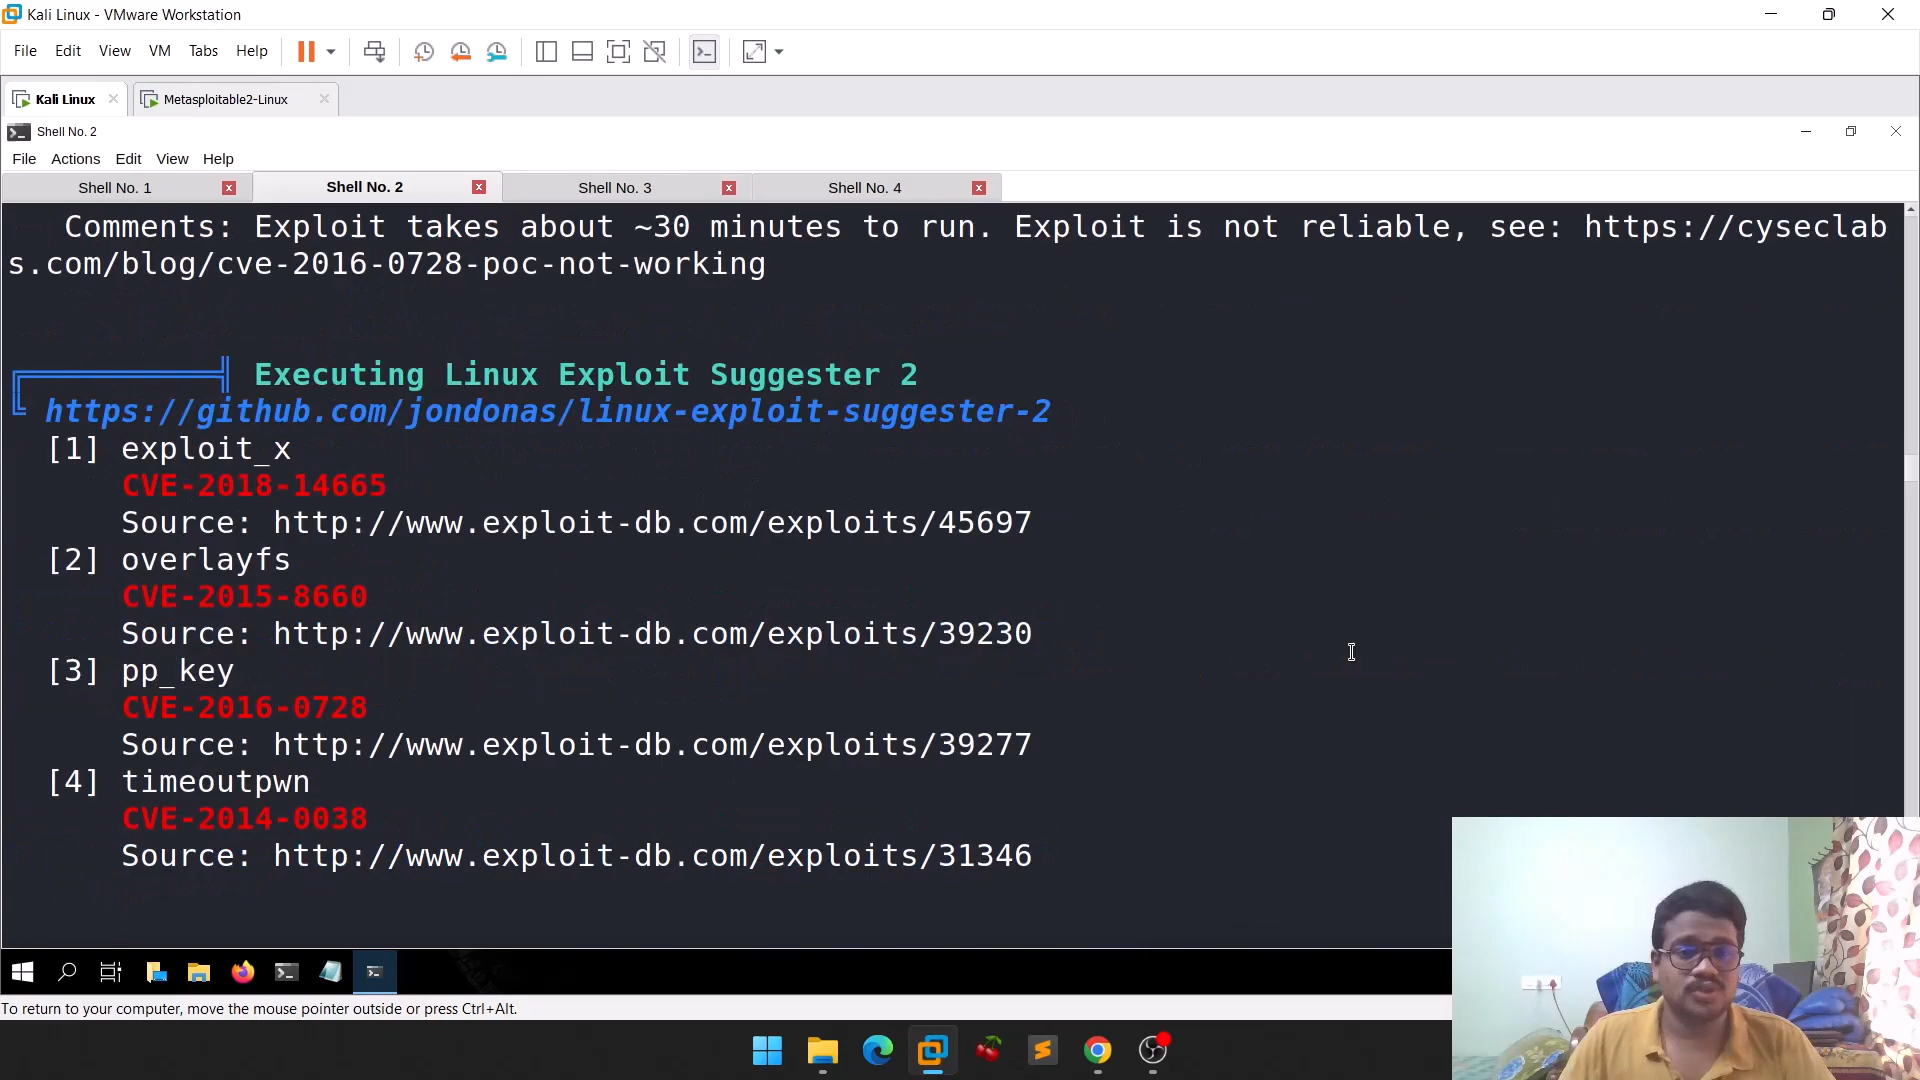 Kali Linux - VMware Workstation
File Edit View VM Tabs Help
Kali Linux Metasploitable2-Linux
Shell No. 2
File Actions Edit View Help
Shell No. 1 Shell No. 2 Shell No. 3 Shell No. 4
Comments: Exploit takes about ~30 minutes to run. Exploit is not reliable, see: https://cyseclab
s.com/blog/cve-2016-0728-poc-not-working
Executing Linux Exploit Suggester 2
https://github.com/jondonas/linux-exploit-suggester-2
[1] exploit_x
CVE-2018-14665
Source: http://www.exploit-db.com/exploits/45697
[2] overlayfs
CVE-2015-8660
Source: http://www.exploit-db.com/exploits/39230
[3] pp_key
CVE-2016-0728
Source: http://www.exploit-db.com/exploits/39277
[4] timeoutpwn
CVE-2014-0038
Source: http://www.exploit-db.com/exploits/31346
To return to your computer, move the mouse pointer outside or press Ctrl+Alt.